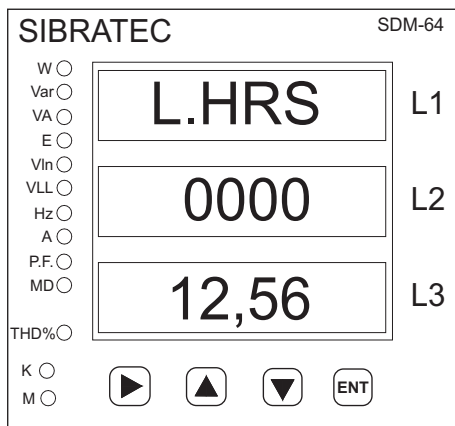 SIBRATEC SDM-64
W
Var
VA
E
Vln
VLL
Hz
A
P.F.
MD
THD%
K
M
L.HRS L1
0000 L2
12,56 L3
ENT